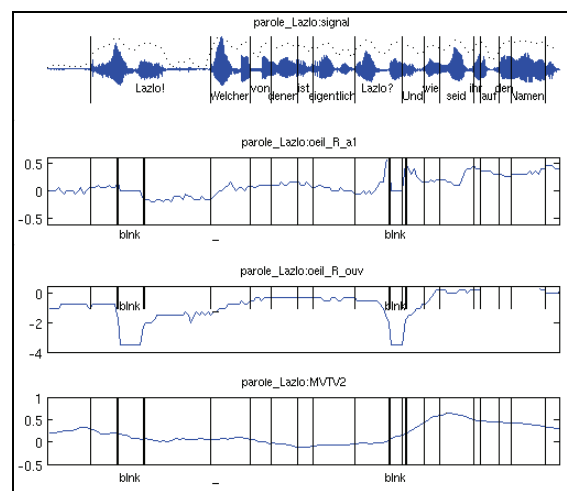 parole_Lazlo:signal
Lazlo! von ist Lazlo? wie ihr den
Welcher denen eigentlich Und seid auf Namen
parole_Lazlo:oeil_R_a1
0.5
0
-0.5
blnk _ blnk
parole_Lazlo:oeil_R_ouv
0
blnk blnk
-2
-4
parole_Lazlo:MVTV2
1
0.5
0
-0.5
blnk _ blnk